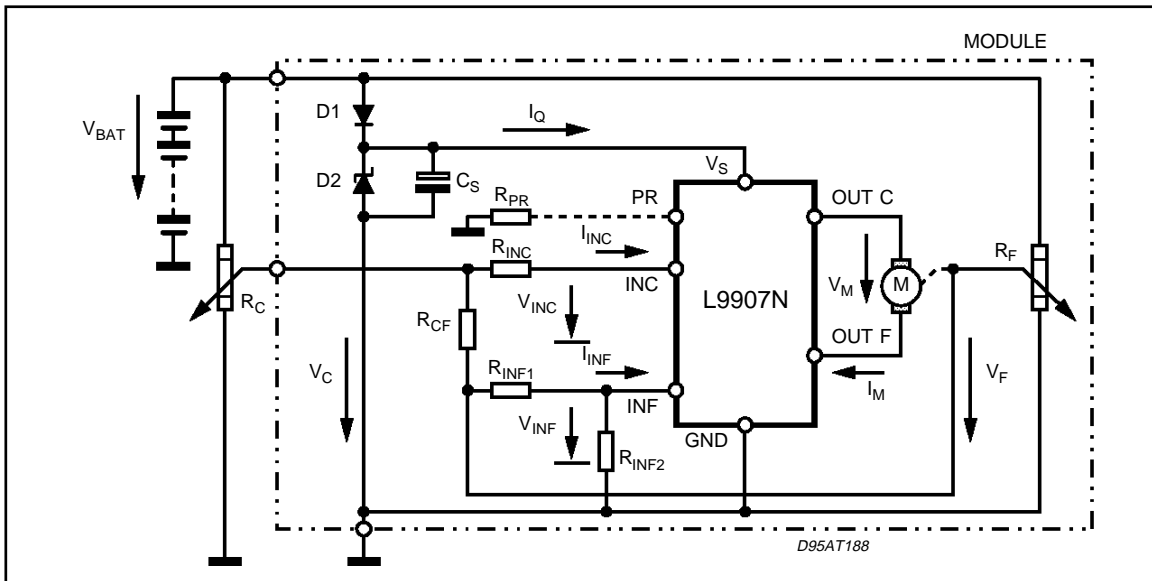 MODULE
D1
I_Q
V_BAT
V_S
D2
C_S
R_PR
PR
OUT C
I_INC
R_INC
R_F
INC
V_M
M
L9907N
R_C
V_INC
R_CF
OUT F
I_INF
V_C
R_INF1
I_M
V_F
INF
V_INF
GND
R_INF2
D95AT188